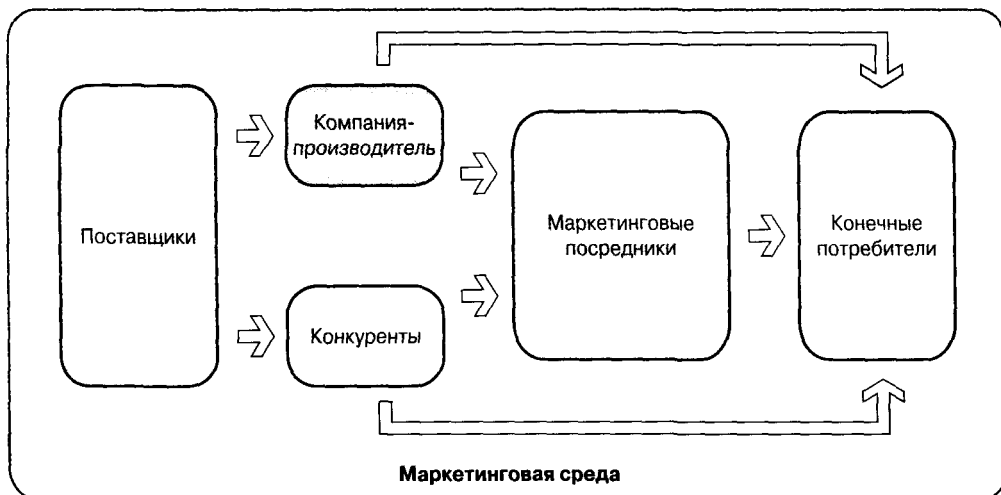 Поставщики
Компания-
производитель
Конкуренты
Маркетинговые
посредники
Конечные
потребители
Маркетинговая среда